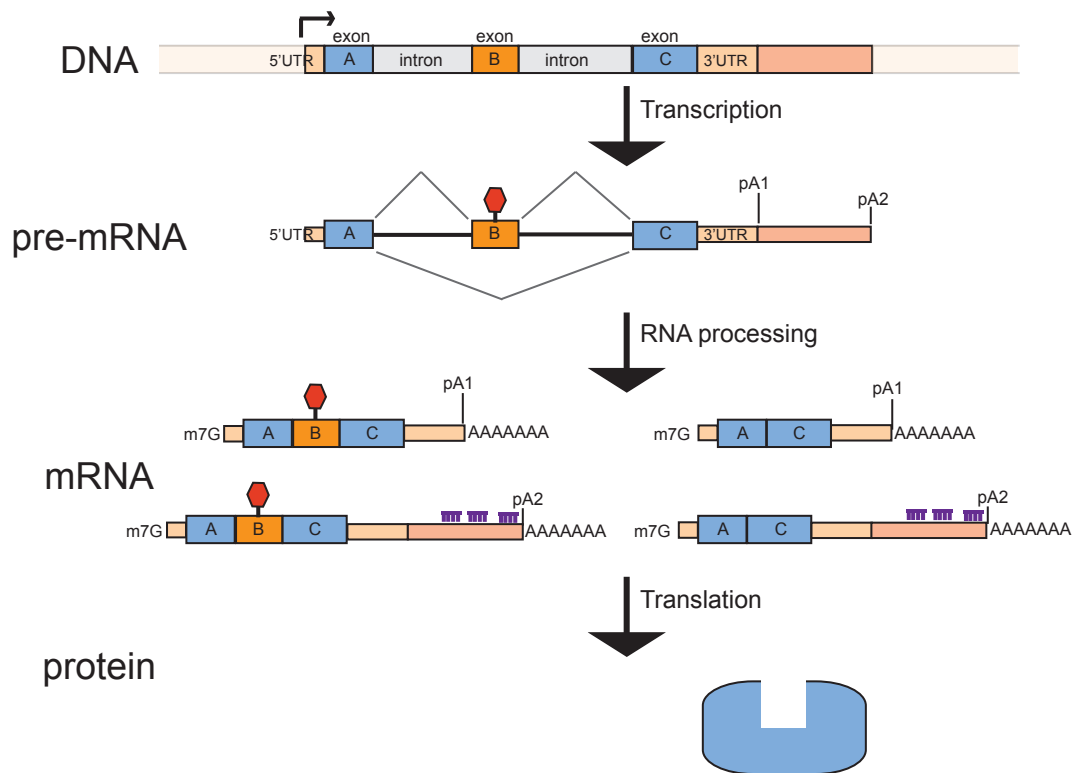 exon exon exon
DNA 5'UTR A intron B intron C 3'UTR
Transcription
pA1
pA2
pre-mRNA 5'UTR A B C 3'UTR
RNA processing
pA1 pA1
m7G A B C AAAAAAA m7G A C AAAAAAA
mRNA
pA2 pA2
m7G A B C AAAAAAA m7G A C AAAAAAA
Translation
protein